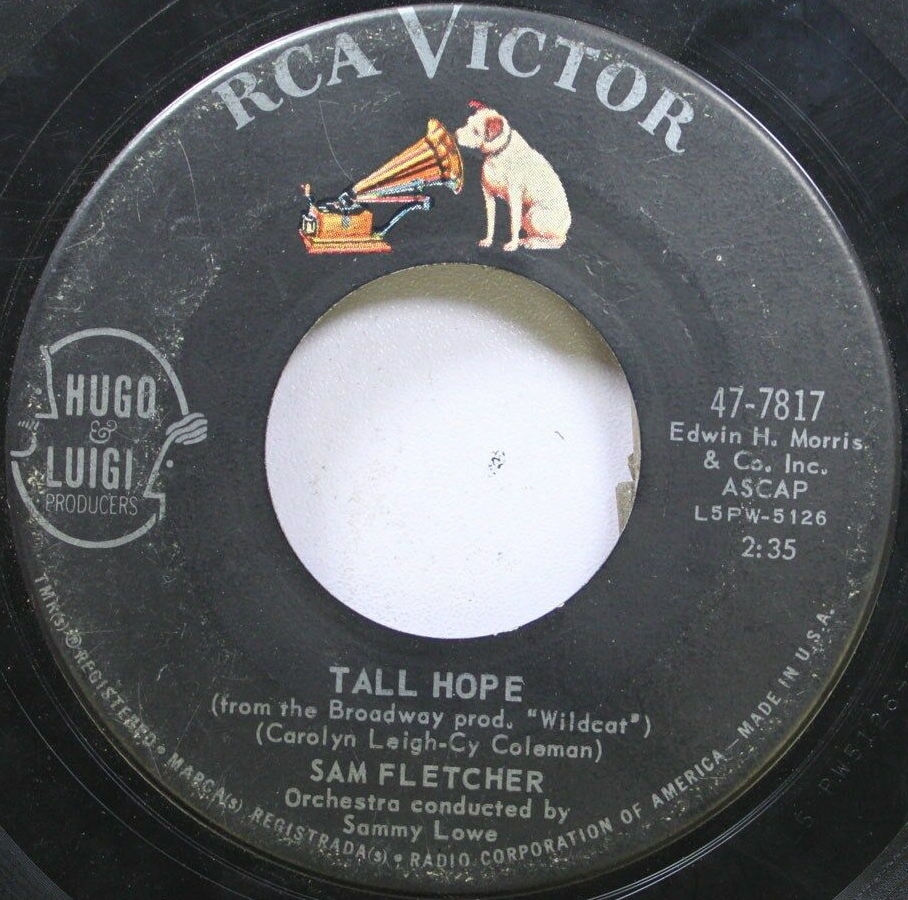 RCA VICTOR
HUGO
&
LUIGI
PRODUCERS
47-7817
Edwin H. Morris
& Co. Inc.
ASCAP
L5PW-5126
2:35
TALL HOPE
(from the Broadway prod. "Wildcat")
(Carolyn Leigh-Cy Coleman)
SAM FLETCHER
Orchestra conducted by
Sammy Lowe
TMK(s) ® REGISTERED • MARCA(s) REGISTRADA(s) • RADIO CORPORATION OF AMERICA—MADE IN U.S.A.